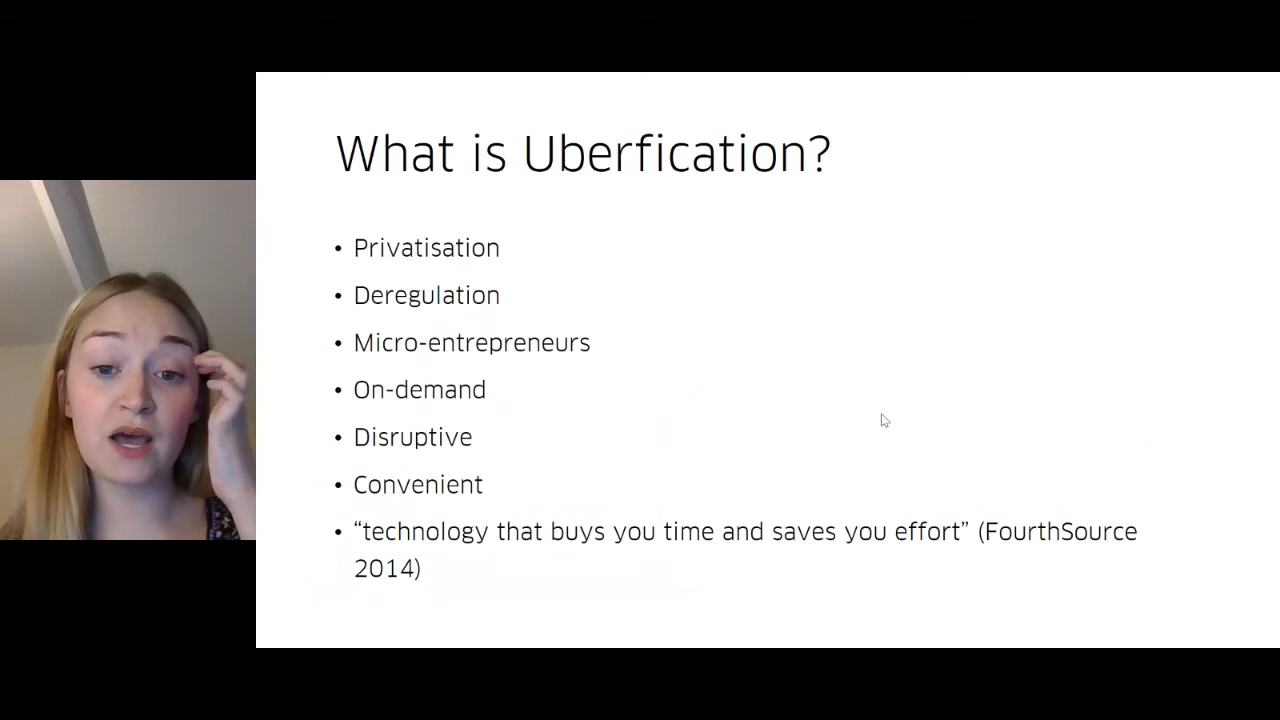 What is Uberfication?
• Privatisation
• Deregulation
• Micro-entrepreneurs
• On-demand
• Disruptive
• Convenient
• “technology that buys you time and saves you effort” (FourthSource
2014)